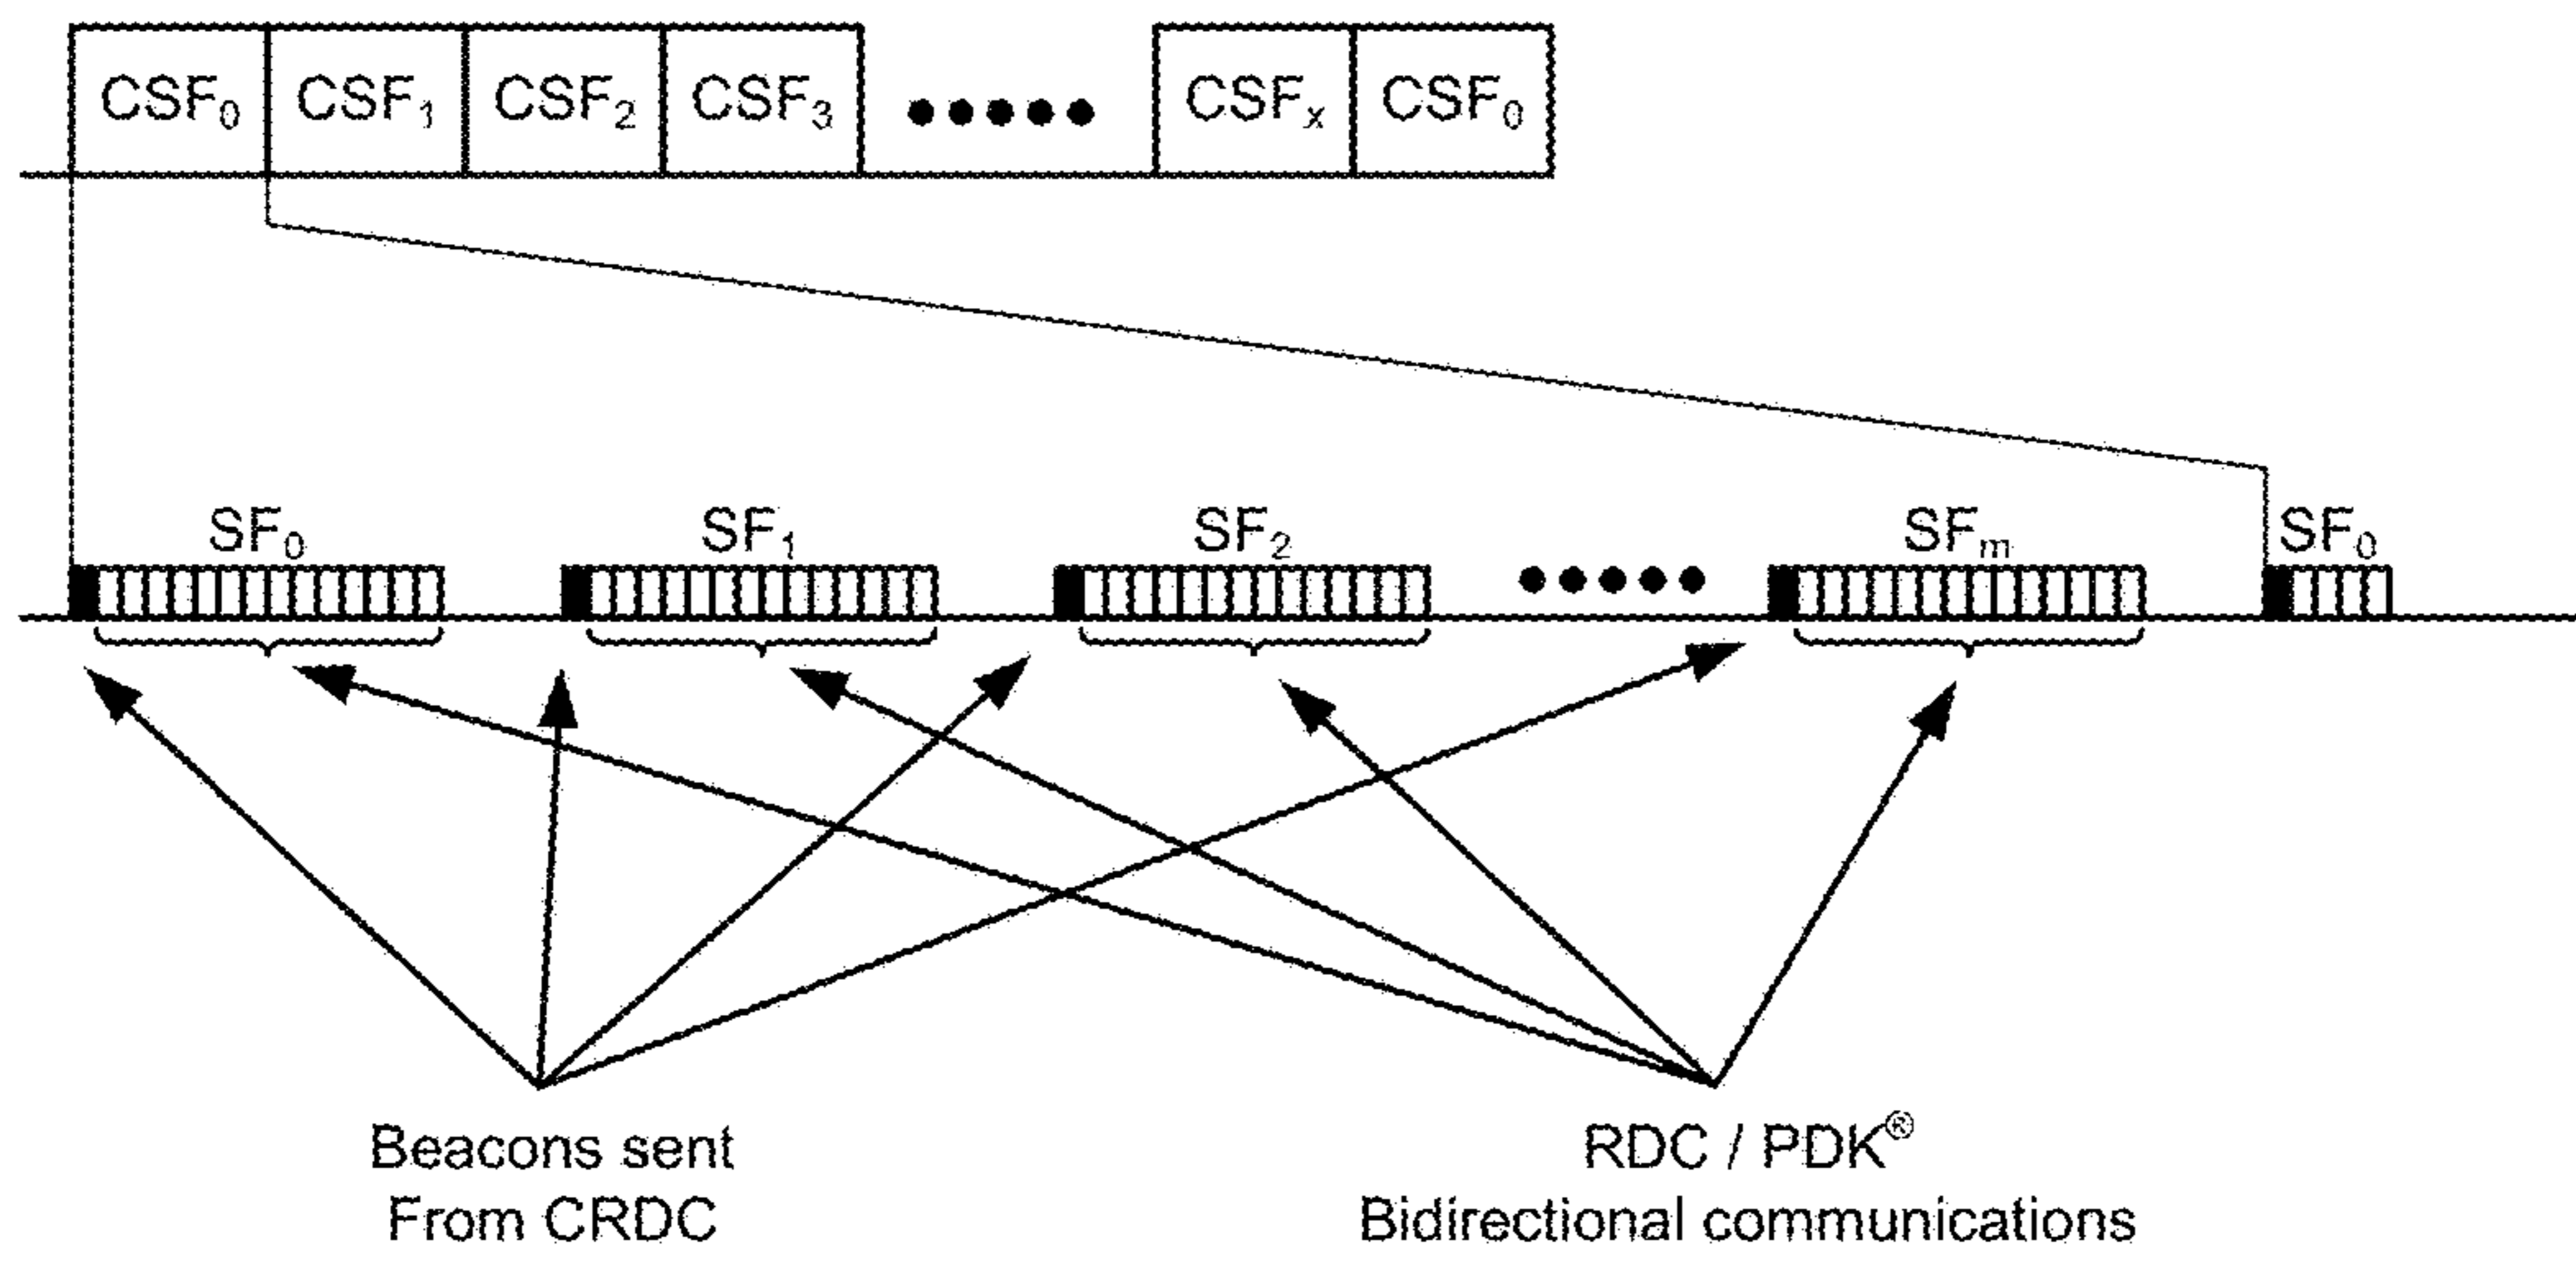 CSF₀ CSF₁ CSF₂ CSF₃ ••••• CSFₓ CSF₀
SF₀ SF₁ SF₂ ••••• SFₘ SF₀
Beacons sent
From CRDC
RDC / PDK®
Bidirectional communications